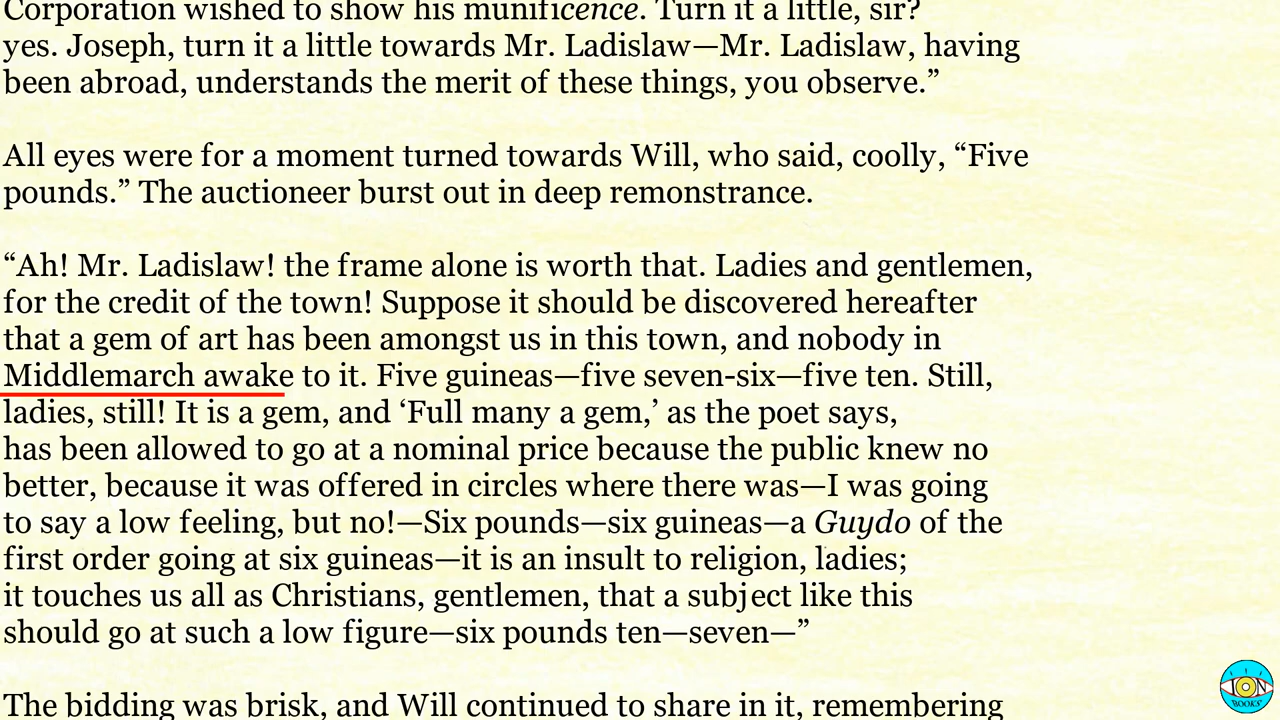 Corporation wished to show his munificence. Turn it a little, sir?
yes. Joseph, turn it a little towards Mr. Ladislaw—Mr. Ladislaw, having
been abroad, understands the merit of these things, you observe.”
All eyes were for a moment turned towards Will, who said, coolly, “Five
pounds.” The auctioneer burst out in deep remonstrance.
“Ah! Mr. Ladislaw! the frame alone is worth that. Ladies and gentlemen,
for the credit of the town! Suppose it should be discovered hereafter
that a gem of art has been amongst us in this town, and nobody in
Middlemarch awake to it. Five guineas—five seven-six—five ten. Still,
ladies, still! It is a gem, and ‘Full many a gem,’ as the poet says,
has been allowed to go at a nominal price because the public knew no
better, because it was offered in circles where there was—I was going
to say a low feeling, but no!—Six pounds—six guineas—a Guydo of the
first order going at six guineas—it is an insult to religion, ladies;
it touches us all as Christians, gentlemen, that a subject like this
should go at such a low figure—six pounds ten—seven—”
The bidding was brisk, and Will continued to share in it, remembering
ION
BOOKS